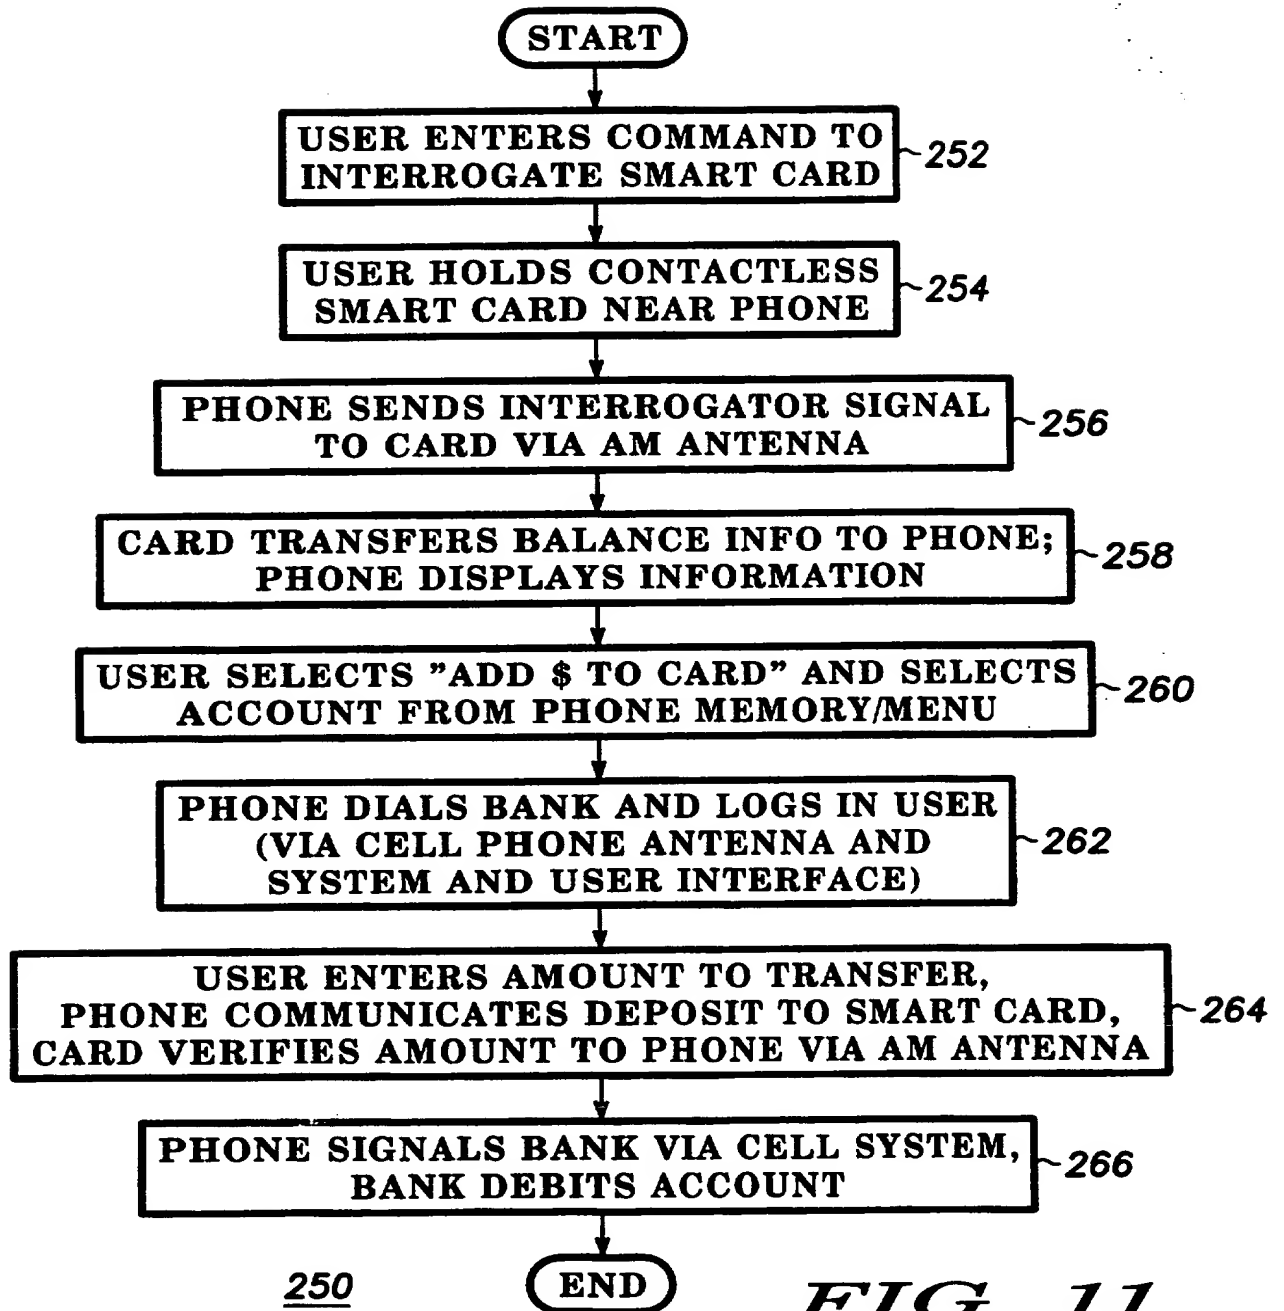 START
USER ENTERS COMMAND TO
INTERROGATE SMART CARD
252
USER HOLDS CONTACTLESS
SMART CARD NEAR PHONE
254
PHONE SENDS INTERROGATOR SIGNAL
TO CARD VIA AM ANTENNA
256
CARD TRANSFERS BALANCE INFO TO PHONE;
PHONE DISPLAYS INFORMATION
258
USER SELECTS "ADD $ TO CARD" AND SELECTS
ACCOUNT FROM PHONE MEMORY/MENU
260
PHONE DIALS BANK AND LOGS IN USER
(VIA CELL PHONE ANTENNA AND
SYSTEM AND USER INTERFACE)
262
USER ENTERS AMOUNT TO TRANSFER,
PHONE COMMUNICATES DEPOSIT TO SMART CARD,
CARD VERIFIES AMOUNT TO PHONE VIA AM ANTENNA
264
PHONE SIGNALS BANK VIA CELL SYSTEM,
BANK DEBITS ACCOUNT
266
END
250
FIG. 11